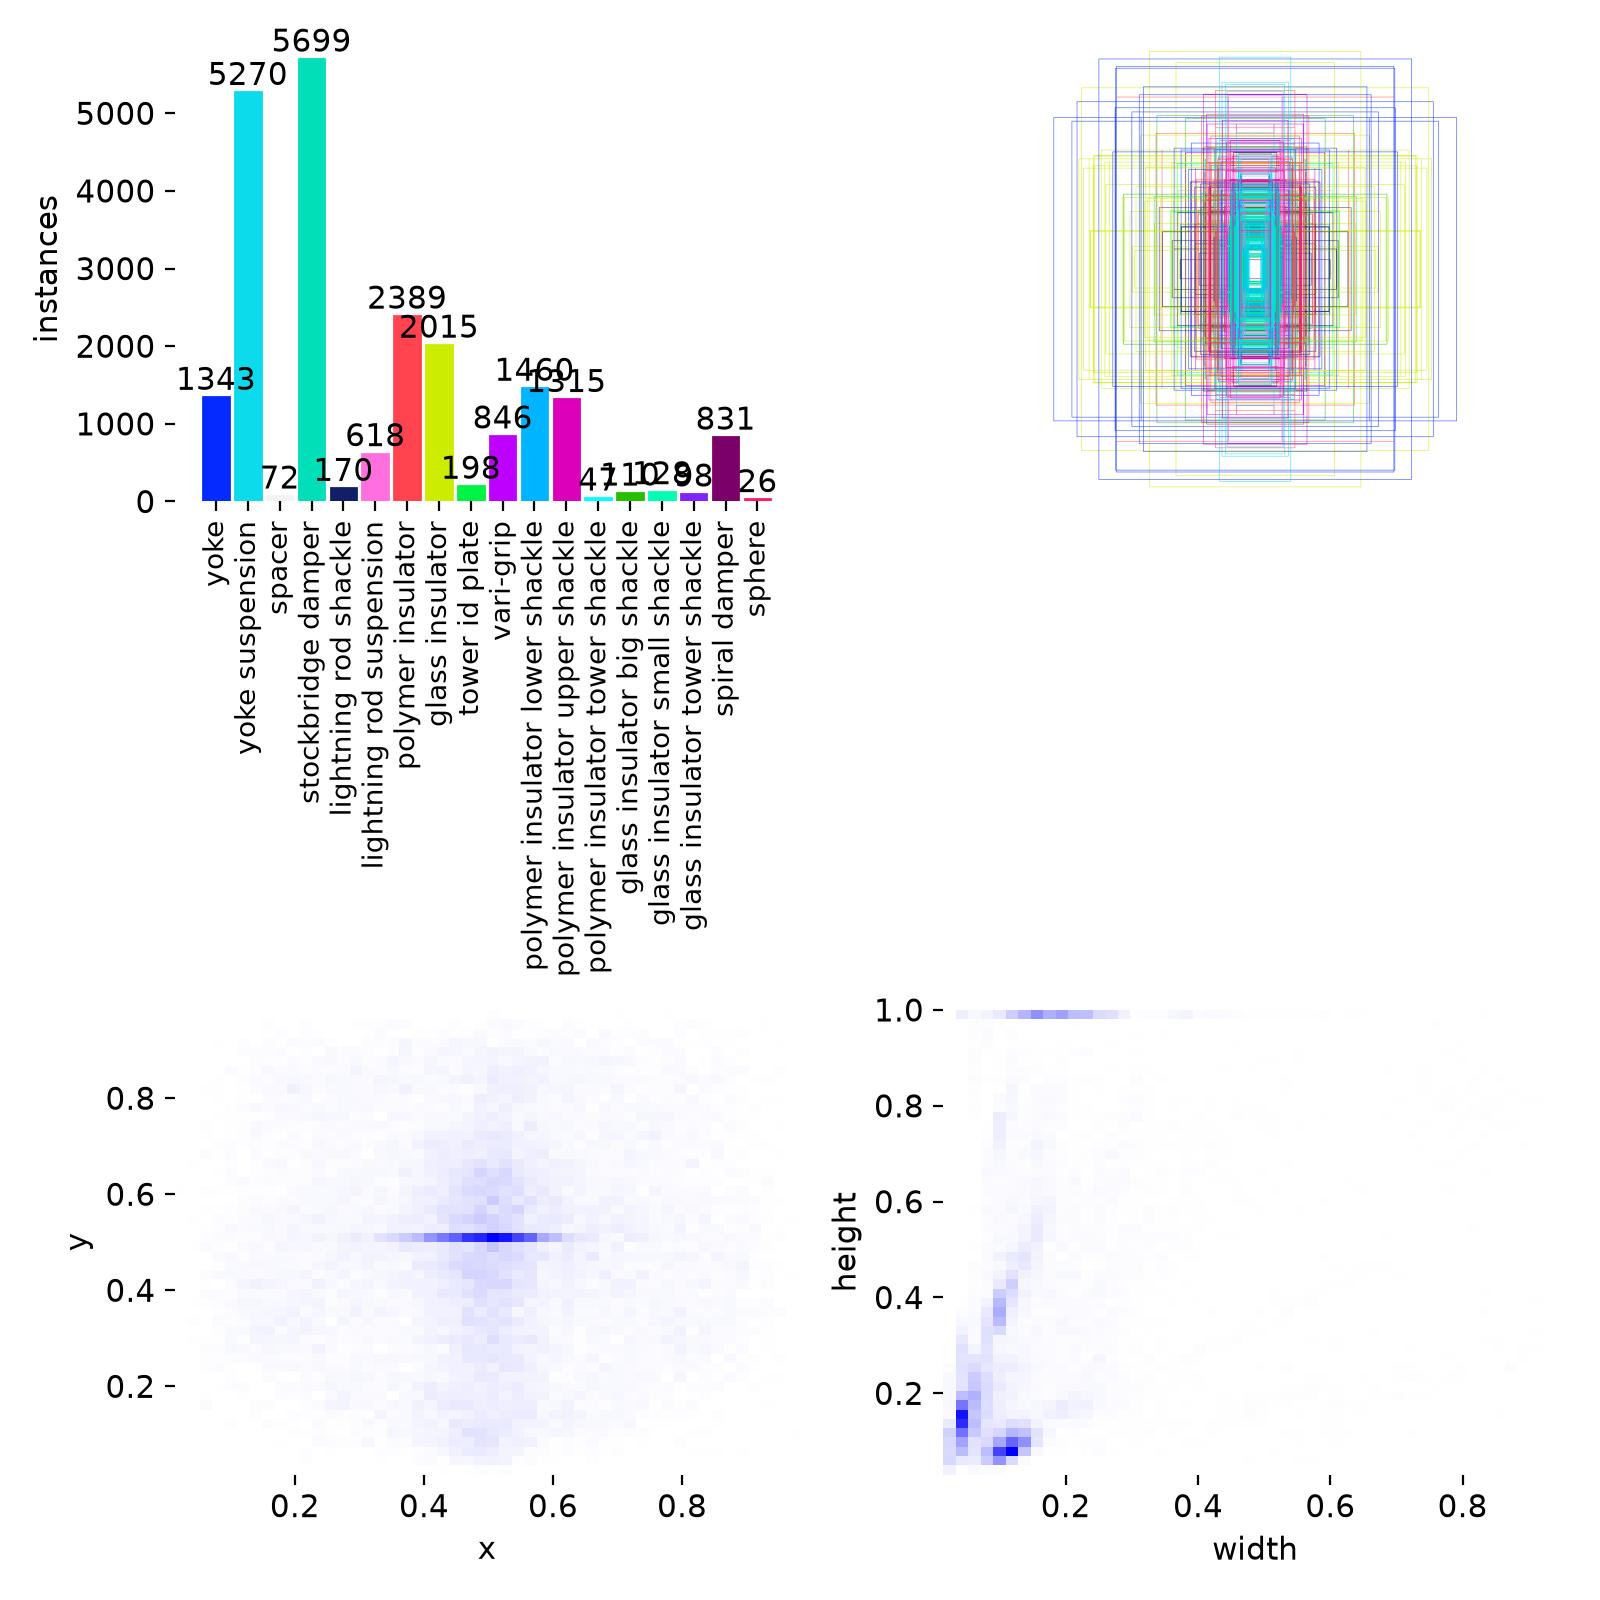 instances
5000
4000
3000
2000
1000
0
1343
5270
72
5699
170
618
2389
2015
198
846
1460
1315
47
110
128
98
831
26
yoke
yoke suspension
spacer
stockbridge damper
lightning rod shackle
lightning rod suspension
polymer insulator
glass insulator
tower id plate
vari-grip
polymer insulator lower shackle
polymer insulator upper shackle
polymer insulator tower shackle
glass insulator big shackle
glass insulator small shackle
glass insulator tower shackle
spiral damper
sphere
y
0.8
0.6
0.4
0.2
0.2
0.4
0.6
0.8
x
height
1.0
0.8
0.6
0.4
0.2
0.2
0.4
0.6
0.8
width